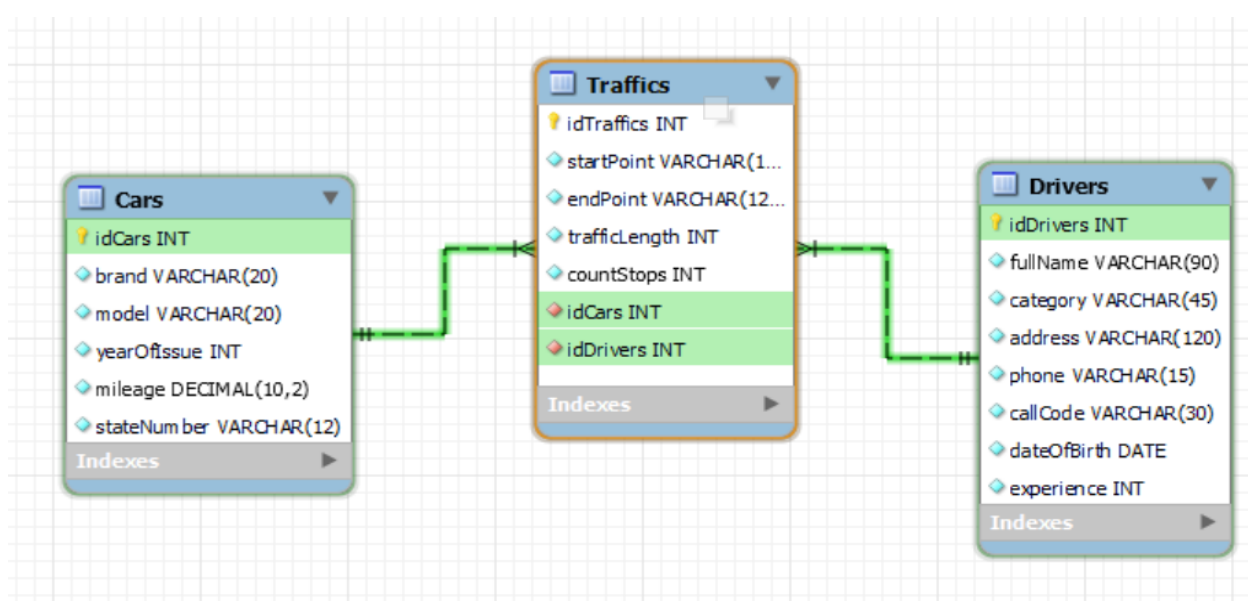 Cars
idCars INT
brand VARCHAR(20)
model VARCHAR(20)
yearOfIssue INT
mileage DECIMAL(10,2)
stateNumber VARCHAR(12)
Indexes
Traffics
idTraffics INT
startPoint VARCHAR(1...
endPoint VARCHAR(12...
trafficLength INT
countStops INT
idCars INT
idDrivers INT
Indexes
Drivers
idDrivers INT
fullName VARCHAR(90)
category VARCHAR(45)
address VARCHAR(120)
phone VARCHAR(15)
callCode VARCHAR(30)
dateOfBirth DATE
experience INT
Indexes